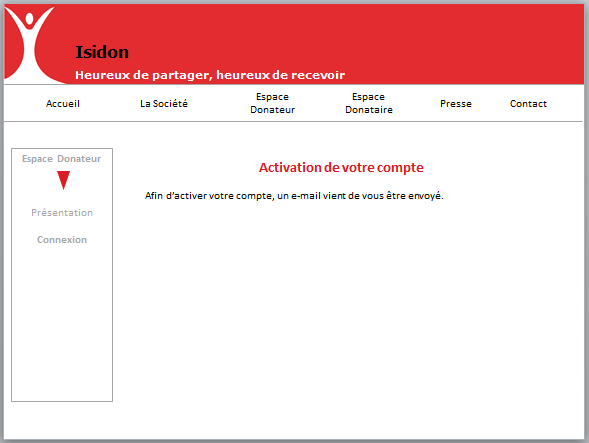 Isidon
Heureux de partager, heureux de recevoir
Accueil
La Société
Espace
Donateur
Espace
Donataire
Presse
Contact
Espace Donateur
Présentation
Connexion
Activation de votre compte
Afin d'activer votre compte, un e-mail vient de vous être envoyé.